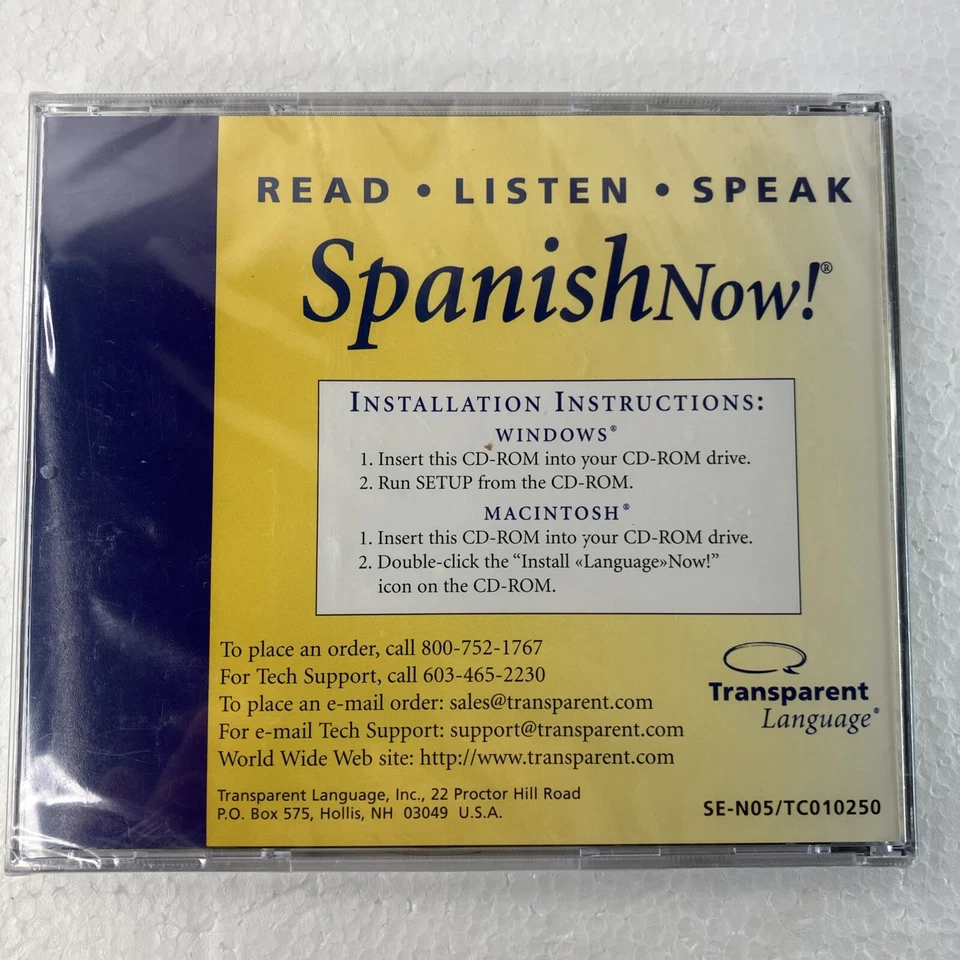 READ • LISTEN • SPEAK
SpanishNow!®
INSTALLATION INSTRUCTIONS:
WINDOWS®
1. Insert this CD-ROM into your CD-ROM drive.
2. Run SETUP from the CD-ROM.
MACINTOSH®
1. Insert this CD-ROM into your CD-ROM drive.
2. Double-click the “Install «Language»Now!”
icon on the CD-ROM.
To place an order, call 800-752-1767
For Tech Support, call 603-465-2230
To place an e-mail order: sales@transparent.com
For e-mail Tech Support: support@transparent.com
World Wide Web site: http://www.transparent.com
Transparent
Language®
Transparent Language, Inc., 22 Proctor Hill Road
P.O. Box 575, Hollis, NH 03049 U.S.A.
SE-N05/TC010250